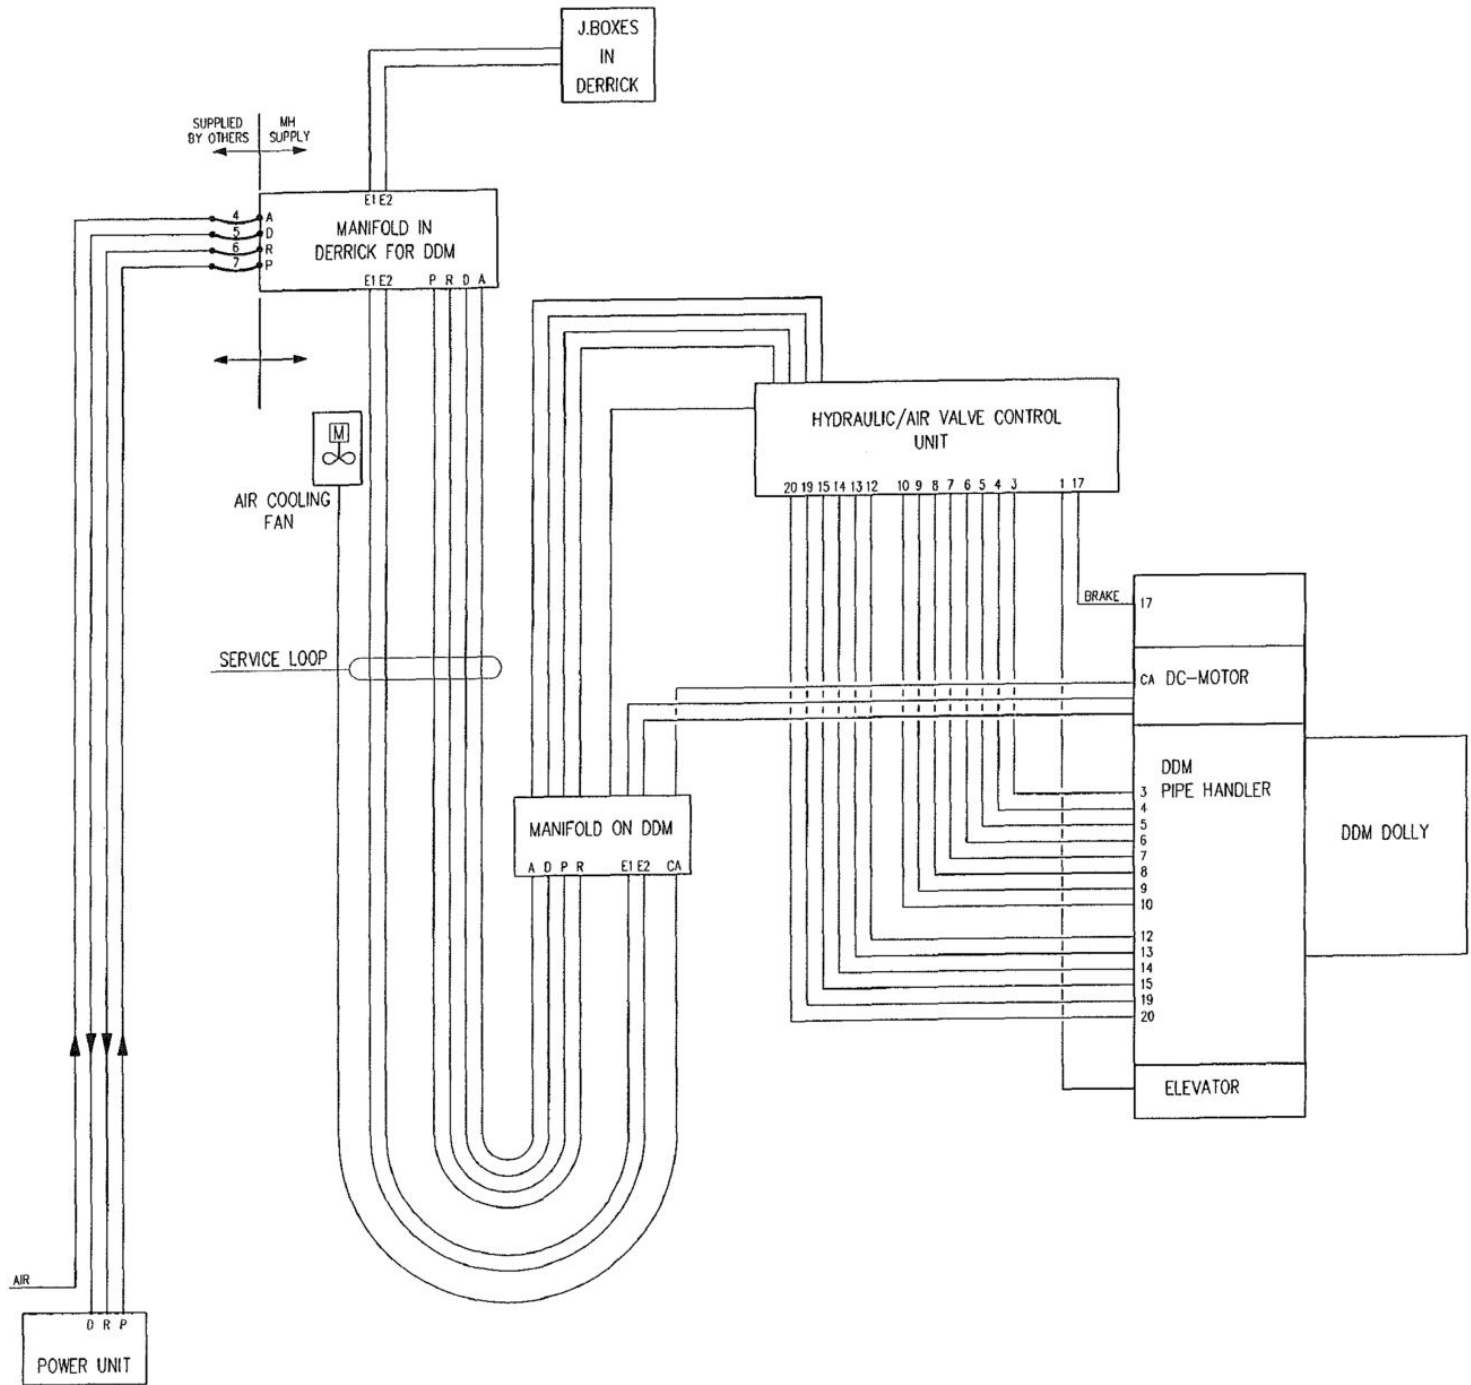 J.BOXES
IN
DERRICK
SUPPLIED
BY OTHERS
MH
SUPPLY
E1 E2
4 A
5 D
6 R
7 P
MANIFOLD IN
DERRICK FOR DDM
E1 E2 P R D A
HYDRAULIC/AIR VALVE CONTROL
UNIT
20 19 15 14 13 12 10 9 8 7 6 5 4 3 1 17
M
AIR COOLING
FAN
BRAKE 17
SERVICE LOOP
CA DC-MOTOR
DDM
PIPE HANDLER
3
4
5
6
7
8
9
10
12
13
14
15
19
20
DDM DOLLY
MANIFOLD ON DDM
A D P R E1 E2 CA
ELEVATOR
AIR
D R P
POWER UNIT